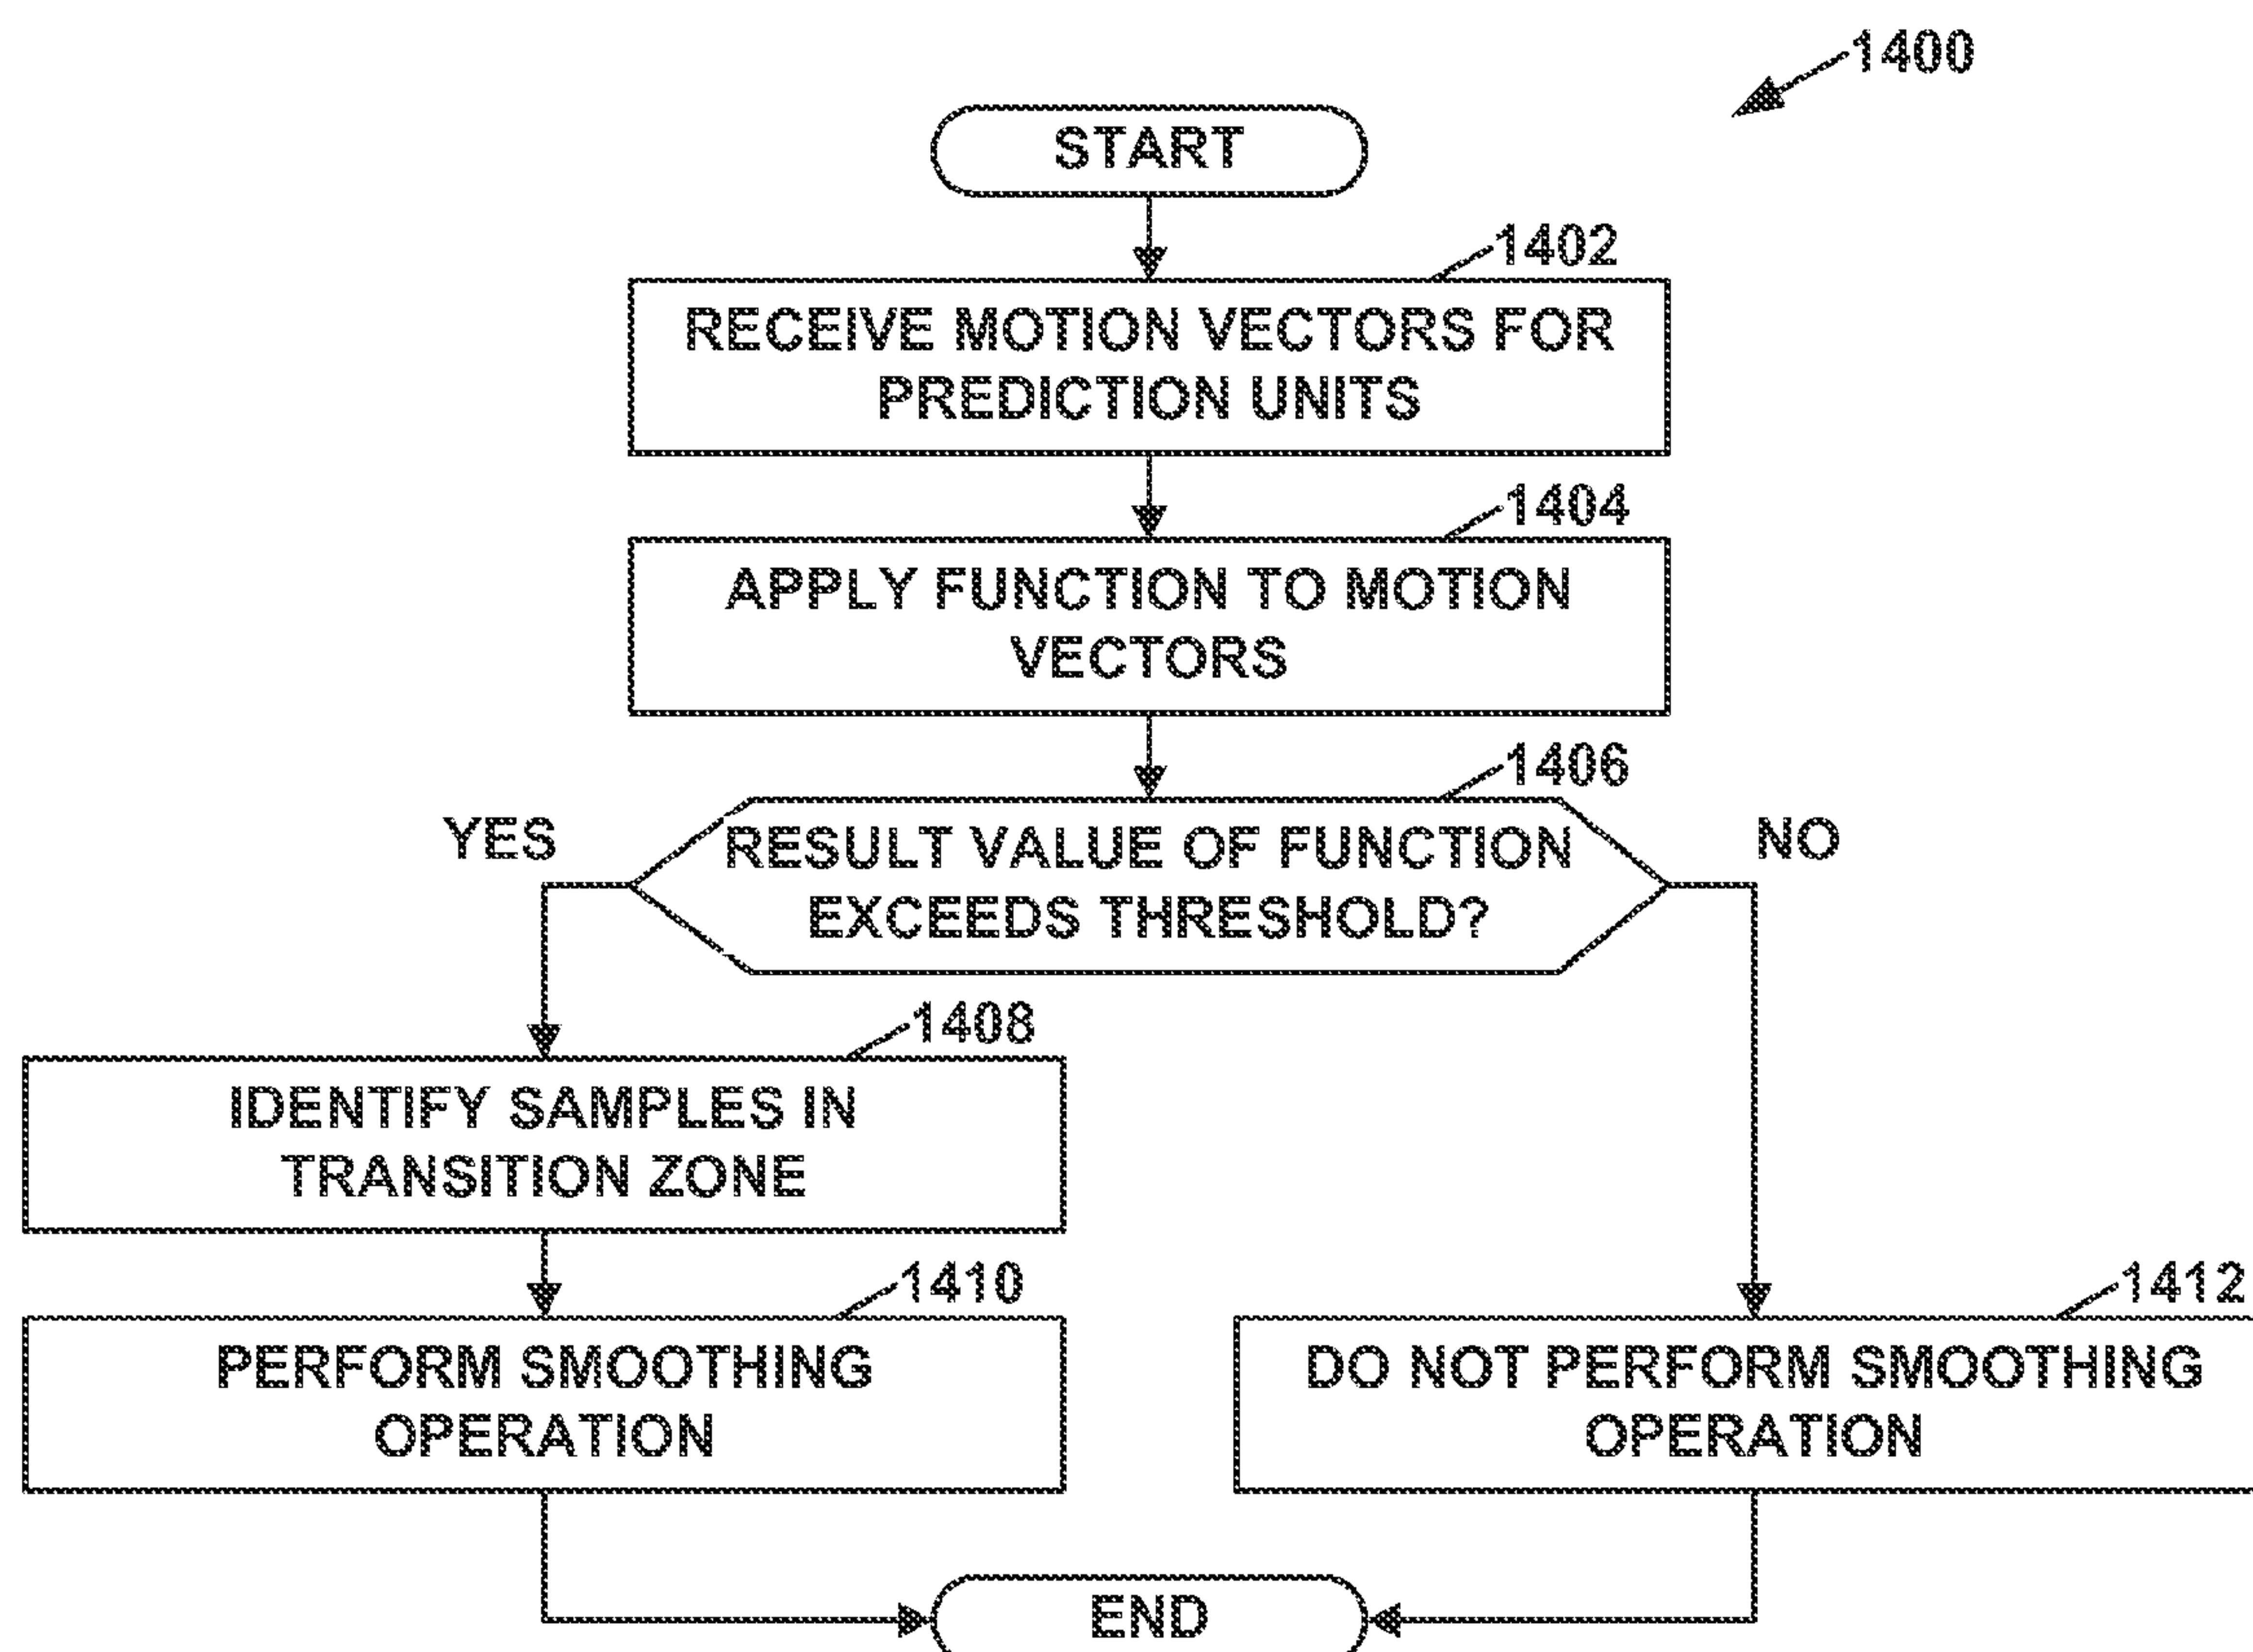 1400
START
1402
RECEIVE MOTION VECTORS FOR
PREDICTION UNITS
1404
APPLY FUNCTION TO MOTION
VECTORS
1406
YES
RESULT VALUE OF FUNCTION
EXCEEDS THRESHOLD?
NO
1408
IDENTIFY SAMPLES IN
TRANSITION ZONE
1410
PERFORM SMOOTHING
OPERATION
1412
DO NOT PERFORM SMOOTHING
OPERATION
END